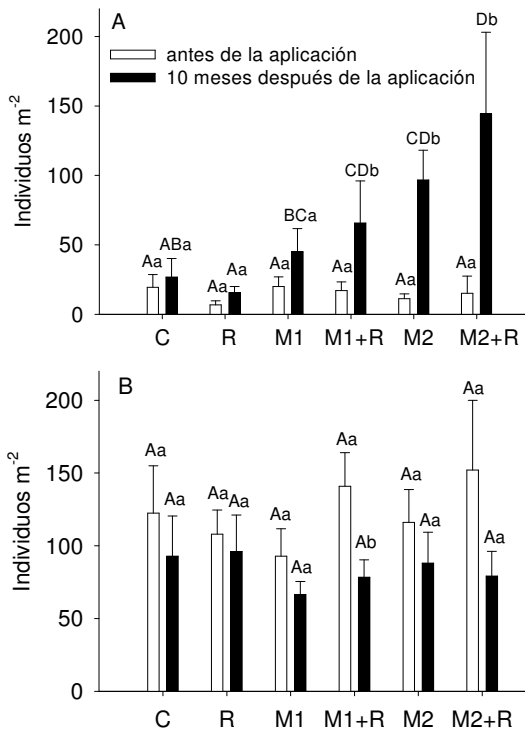 A
200
150
100
50
0
Individuos m⁻²
antes de la aplicación
10 meses después de la aplicación
Aa ABa Aa Aa Aa BCa Aa CDb Aa CDb Aa Db
C R M1 M1+R M2 M2+R
B
200
150
100
50
0
Individuos m⁻²
Aa Aa Aa Aa Aa Aa Aa Ab Aa Aa Aa Aa
C R M1 M1+R M2 M2+R